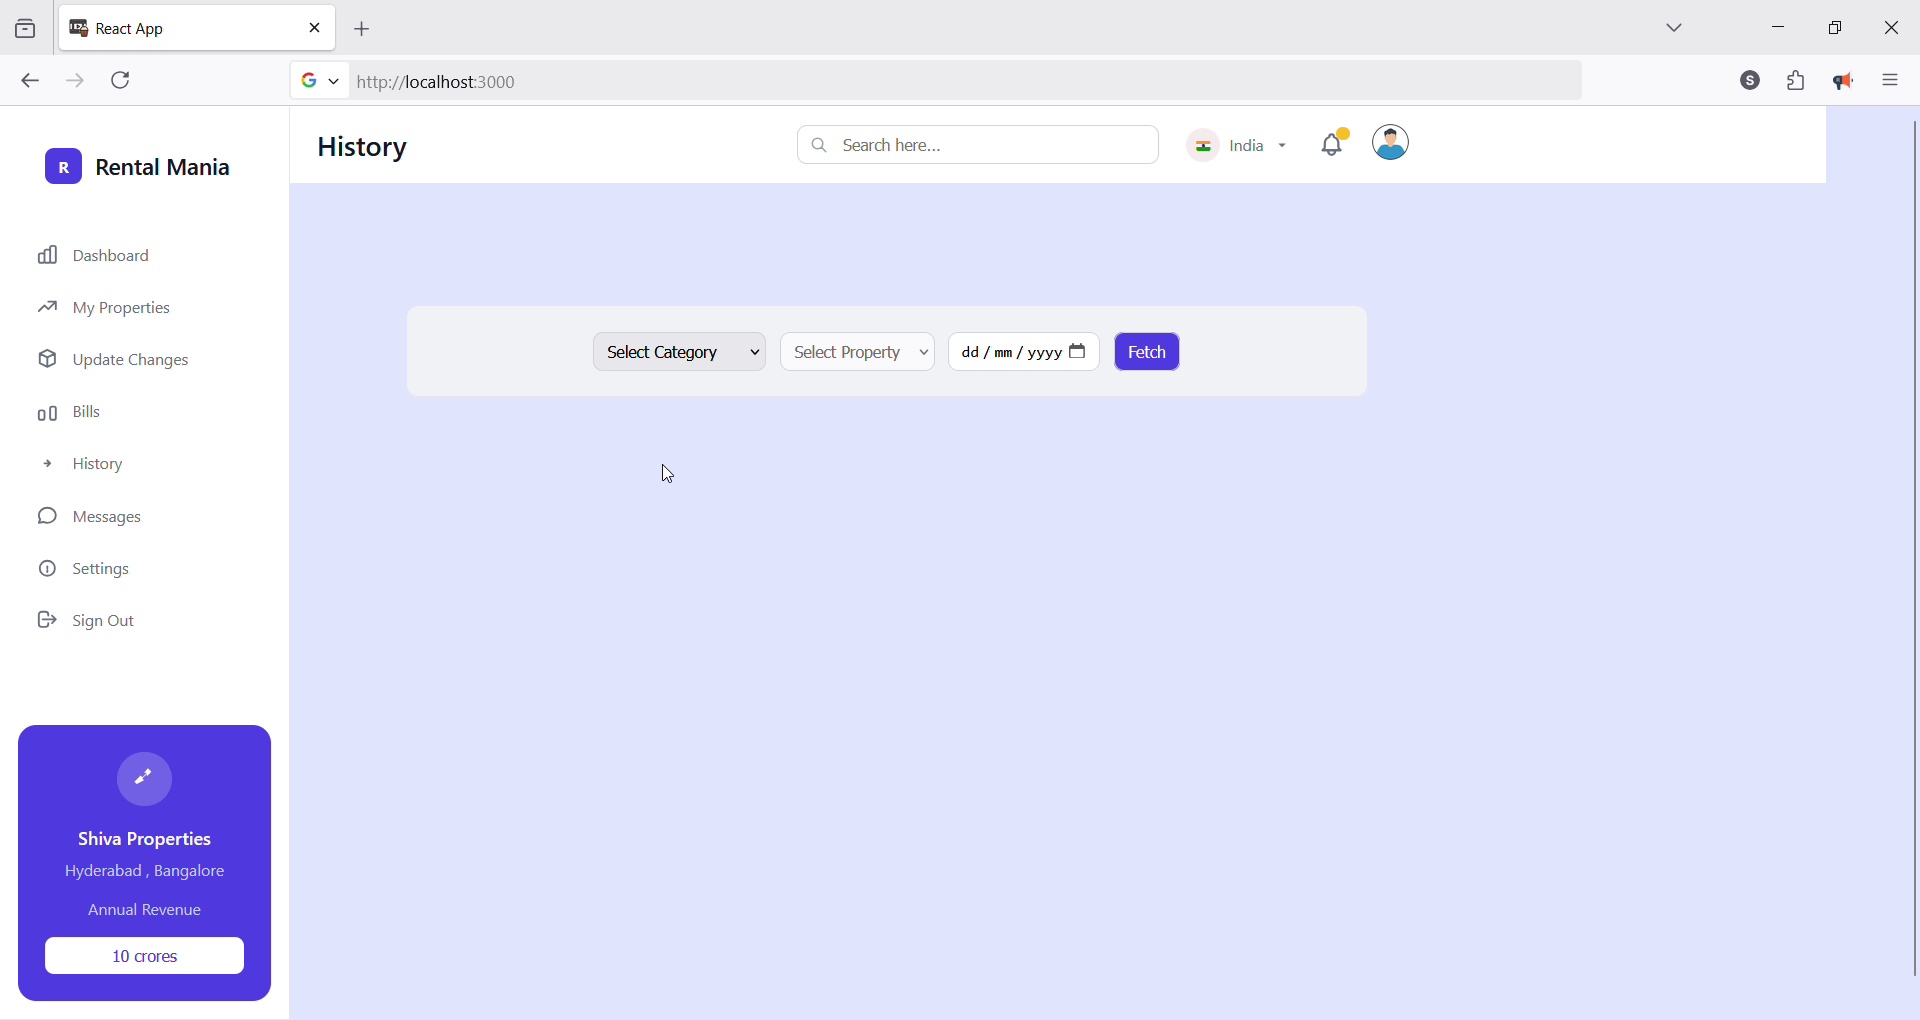 React App
http://localhost:3000
S
R Rental Mania
History
Search here...
India
Dashboard
My Properties
Update Changes
Bills
History
Messages
Settings
Sign Out
Select Category
Select Property
dd / mm / yyyy
Fetch
Shiva Properties
Hyderabad , Bangalore
Annual Revenue
10 crores